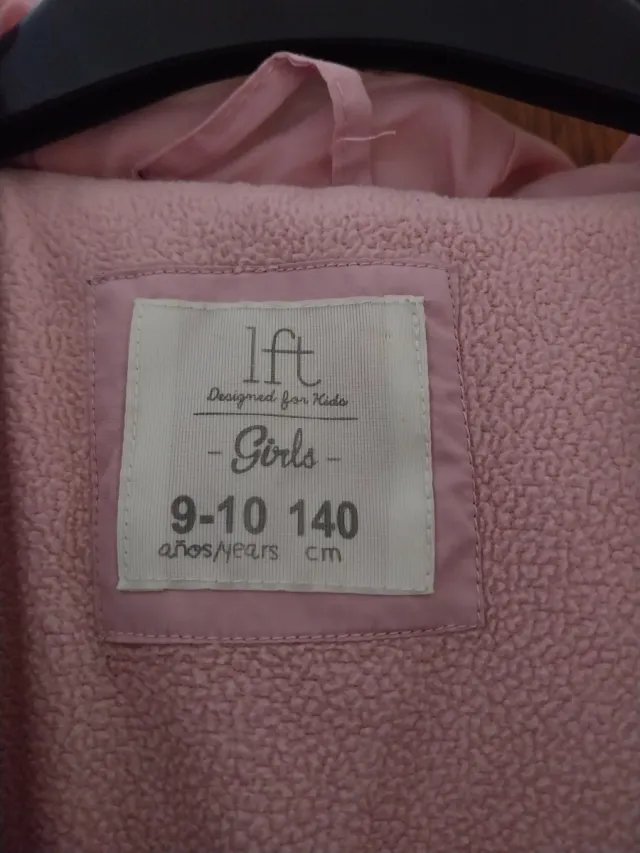 lft
Designed for Kids
- Girls -
9-10 140
años/years cm